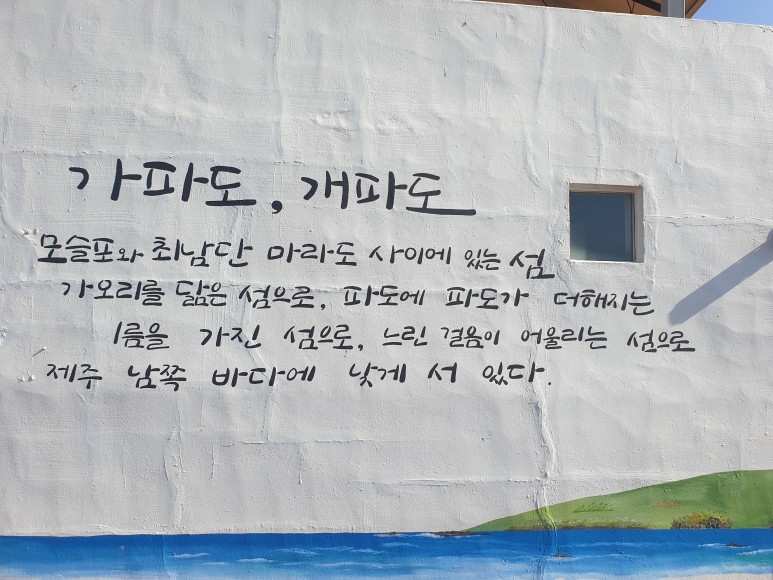 가파도, 개파도
모슬포와 최남단 마라도 사이에 있는 섬
가오리를 닮은 섬으로, 파도에 파도가 더해지는
이름을 가진 섬으로, 느린 걸음이 어울리는 섬으로
제주 남쪽 바다에 낮게 서 있다.